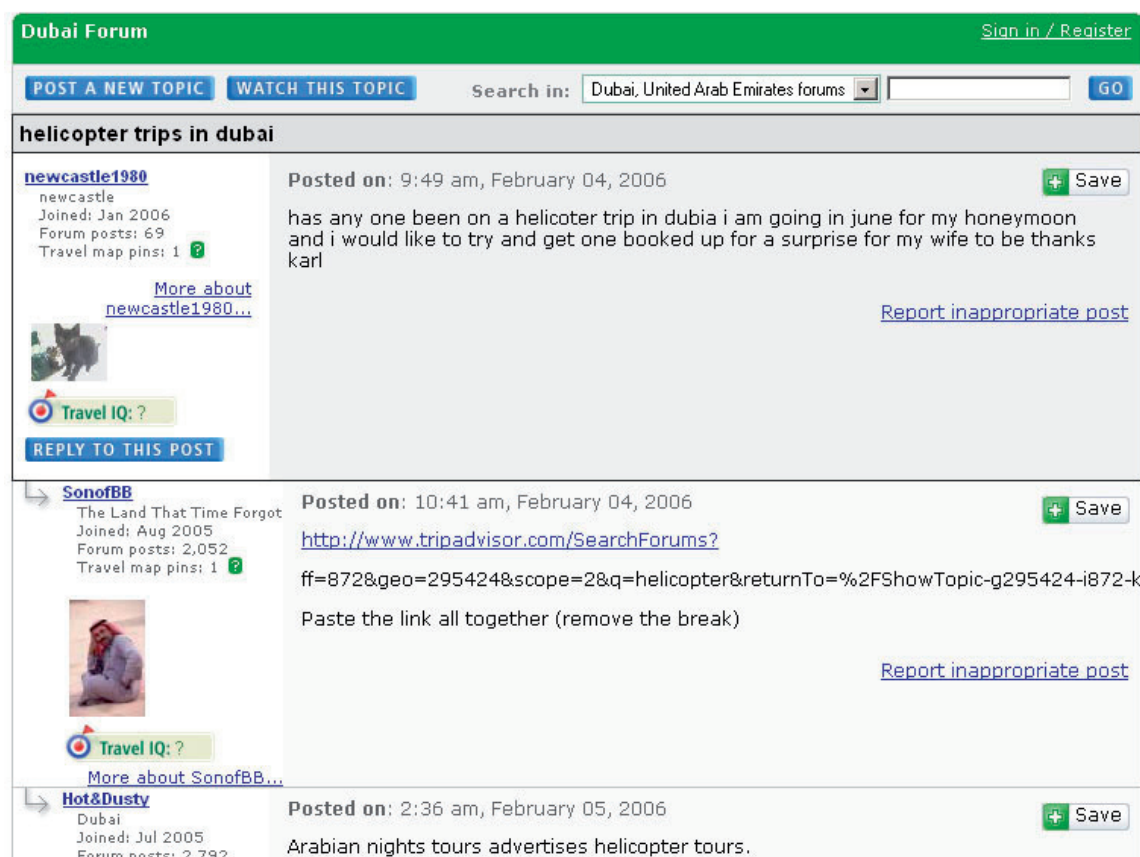 Dubai Forum
Sign in / Register
POST A NEW TOPIC
WATCH THIS TOPIC
Search in:
Dubai, United Arab Emirates forums
GO
helicopter trips in dubai
newcastle1980
newcastle
Joined: Jan 2006
Forum posts: 69
Travel map pins: 1 ?
More about
newcastle1980...
Travel IQ: ?
REPLY TO THIS POST
Posted on: 9:49 am, February 04, 2006
Save
has any one been on a helicoter trip in dubia i am going in june for my honeymoon
and i would like to try and get one booked up for a surprise for my wife to be thanks
karl
Report inappropriate post
SonofBB
The Land That Time Forgot
Joined: Aug 2005
Forum posts: 2,052
Travel map pins: 1 ?
Travel IQ: ?
More about SonofBB...
Posted on: 10:41 am, February 04, 2006
Save
http://www.tripadvisor.com/SearchForums?
ff=872&geo=295424&scope=2&q=helicopter&returnTo=%2FShowTopic-g295424-i872-k
Paste the link all together (remove the break)
Report inappropriate post
Hot&Dusty
Dubai
Joined: Jul 2005
Forum posts: 2,792
Posted on: 2:36 am, February 05, 2006
Save
Arabian nights tours advertises helicopter tours.